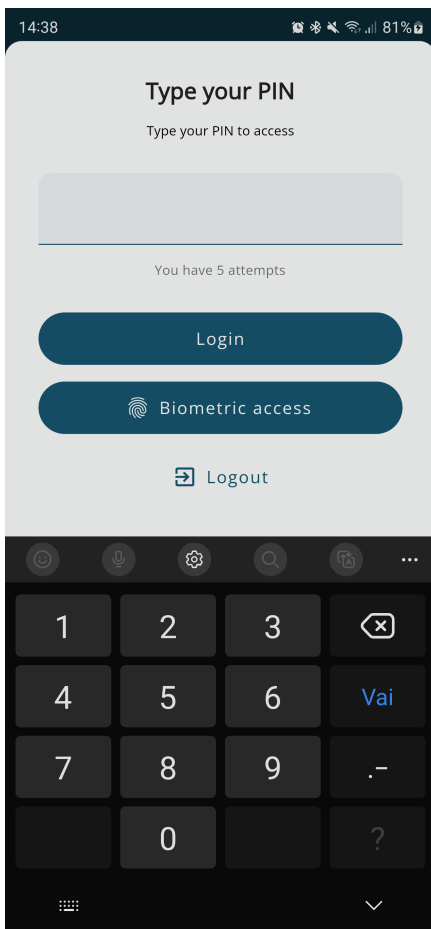 14:38
81%
Type your PIN
Type your PIN to access
You have 5 attempts
Login
Biometric access
Logout
1 2 3
4 5 6 Vai
7 8 9 .-
0 ?